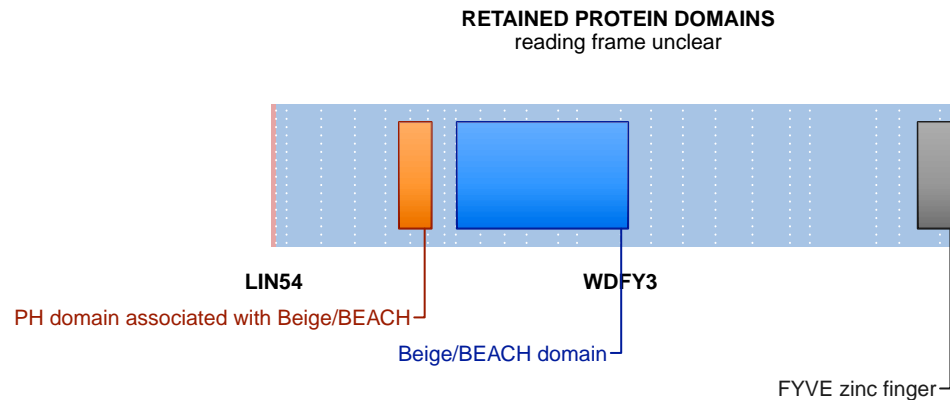 RETAINED PROTEIN DOMAINS
reading frame unclear
LIN54
WDFY3
PH domain associated with Beige/BEACH
Beige/BEACH domain
FYVE zinc finger